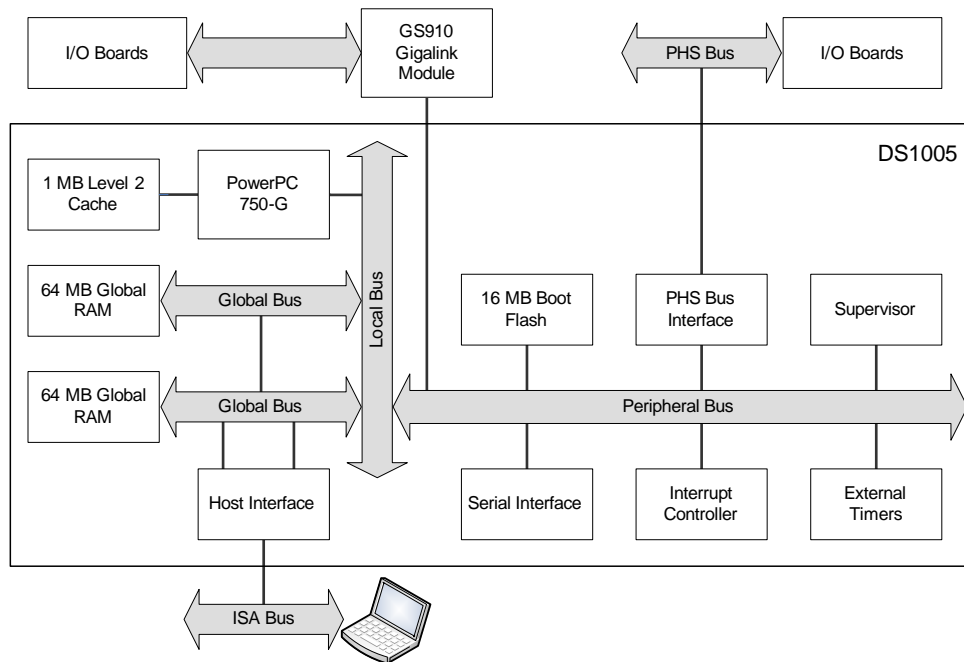 I/O Boards
GS910
Gigalink
Module
PHS Bus
I/O Boards
DS1005
1 MB Level 2
Cache
PowerPC
750-G
Local Bus
64 MB Global
RAM
Global Bus
16 MB Boot
Flash
PHS Bus
Interface
Supervisor
64 MB Global
RAM
Global Bus
Peripheral Bus
Host Interface
Serial Interface
Interrupt
Controller
External
Timers
ISA Bus